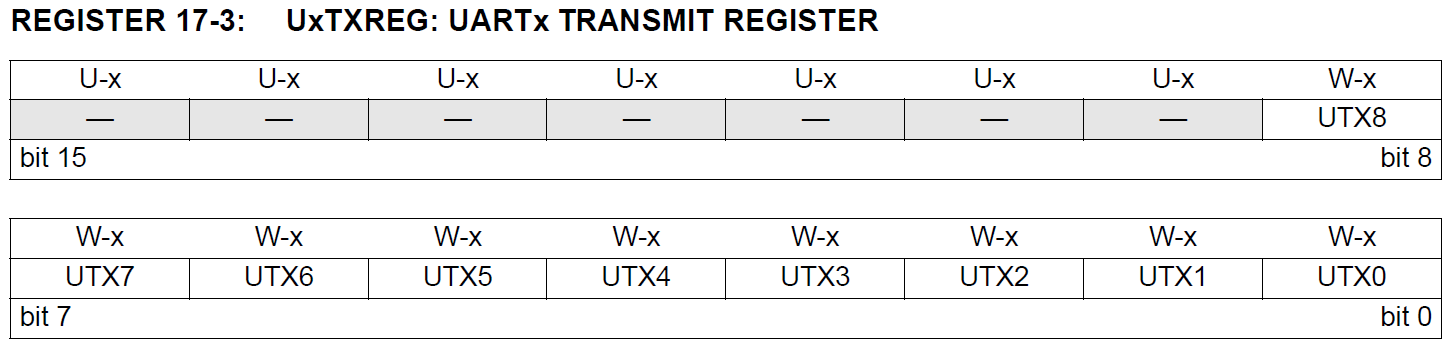 REGISTER 17-3: UxTXREG: UARTx TRANSMIT REGISTER
U-x U-x U-x U-x U-x U-x U-x W-x
— — — — — — — UTX8
bit 15 bit 8
W-x W-x W-x W-x W-x W-x W-x W-x
UTX7 UTX6 UTX5 UTX4 UTX3 UTX2 UTX1 UTX0
bit 7 bit 0